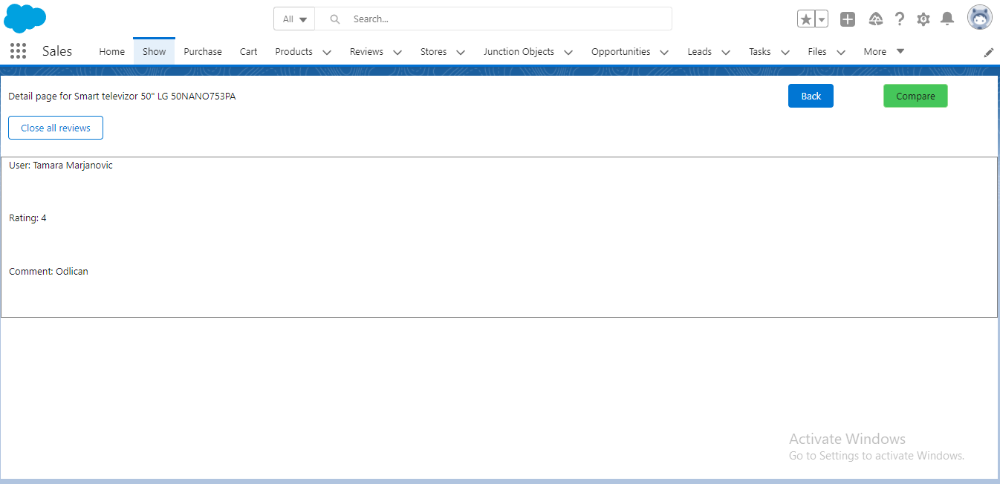 All
Search...
Sales
Home
Show
Purchase
Cart
Products
Reviews
Stores
Junction Objects
Opportunities
Leads
Tasks
Files
More
Detail page for Smart televizor 50" LG 50NANO753PA
Back
Compare
Close all reviews
User: Tamara Marjanovic
Rating: 4
Comment: Odlican
Activate Windows
Go to Settings to activate Windows.